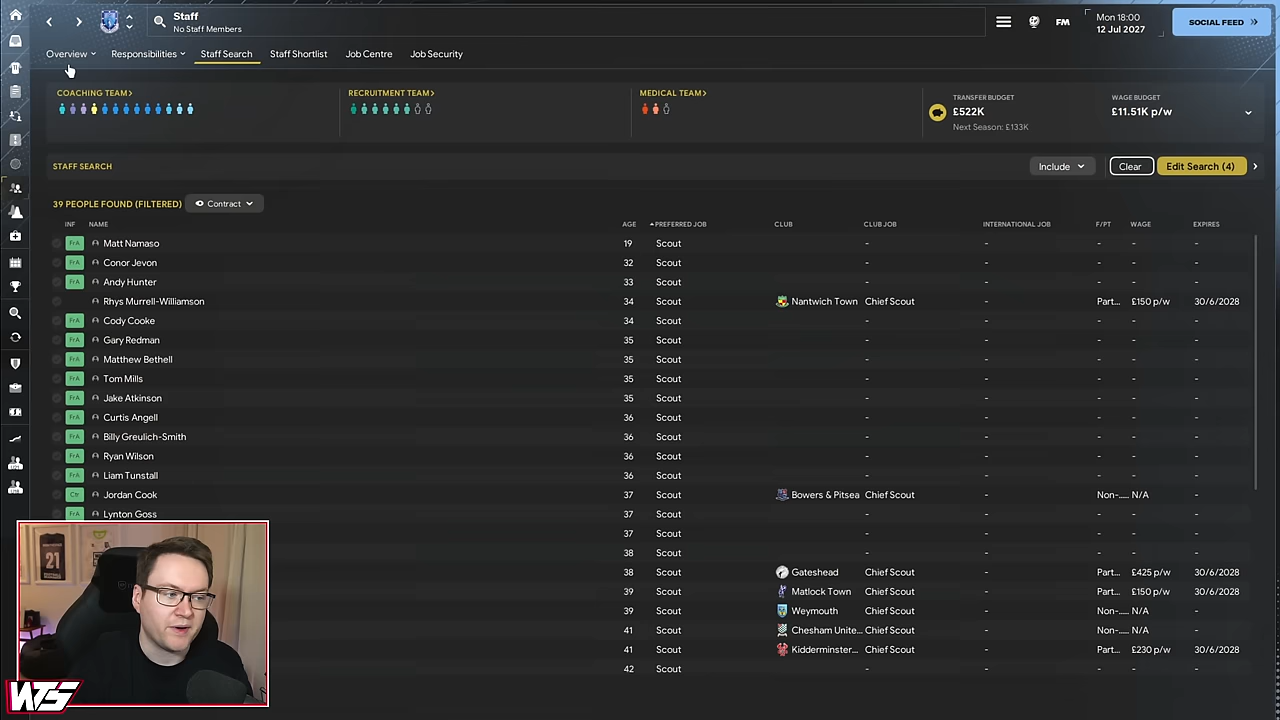 Staff
No Staff Members
FM
Mon 18:00
12 Jul 2027
SOCIAL FEED
Overview
Responsibilities
Staff Search
Staff Shortlist
Job Centre
Job Security
COACHING TEAM>
RECRUITMENT TEAM>
MEDICAL TEAM>
TRANSFER BUDGET
£522K
Next Season: £133K
WAGE BUDGET
£11.51K p/w
STAFF SEARCH
Include
Clear
Edit Search (4)
39 PEOPLE FOUND (FILTERED)
Contract
INF NAME AGE PREFERRED JOB CLUB CLUB JOB INTERNATIONAL JOB F/PT WAGE EXPIRES
FrA Matt Namaso 19 Scout - - - - -
FrA Conor Jevon 32 Scout - - - - -
FrA Andy Hunter 33 Scout - - - - -
Rhys Murrell-Williamson 34 Scout Nantwich Town Chief Scout - Part... £150 p/w 30/6/2028
FrA Cody Cooke 34 Scout - - - - -
FrA Gary Redman 35 Scout - - - - -
FrA Matthew Bethell 35 Scout - - - - -
FrA Tom Mills 35 Scout - - - - -
FrA Jake Atkinson 35 Scout - - - - -
FrA Curtis Angell 36 Scout - - - - -
FrA Billy Greulich-Smith 36 Scout - - - - -
FrA Ryan Wilson 36 Scout - - - - -
FrA Liam Tunstall 36 Scout - - - - -
Ctr Jordan Cook 37 Scout Bowers & Pitsea Chief Scout - Non-.... N/A -
FrA Lynton Goss 37 Scout - - - - -
37 Scout - - - - -
38 Scout - - - - -
38 Scout Gateshead Chief Scout - Part... £425 p/w 30/6/2028
39 Scout Matlock Town Chief Scout - Part... £150 p/w 30/6/2028
39 Scout Weymouth Chief Scout - Non-.... N/A -
41 Scout Chesham Unite... Chief Scout - Non-.... N/A -
41 Scout Kidderminster... Chief Scout - Part... £230 p/w 30/6/2028
42 Scout - - - - -
21
WTS